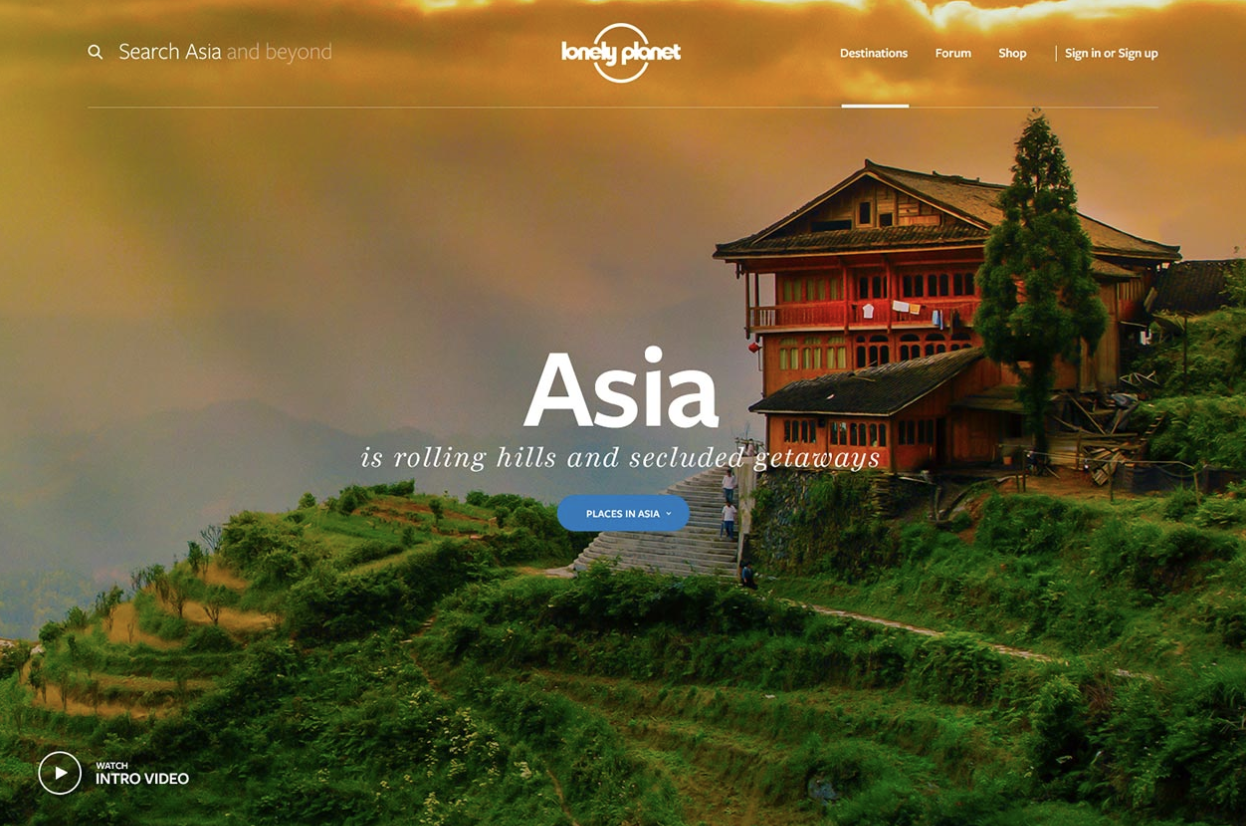 Search Asia and beyond
lonely planet
Destinations
Forum
Shop
Sign in or Sign up
Asia
is rolling hills and secluded getaways
PLACES IN ASIA
WATCH
INTRO VIDEO